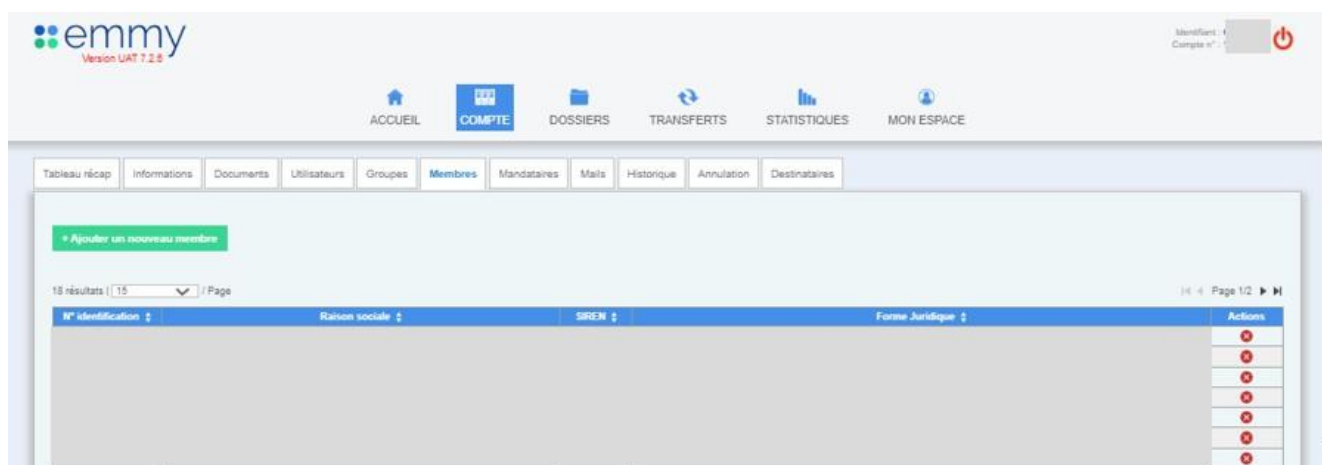 emmy
Version UAT 7.2.6
Identifiant :
Compte n° :
ACCUEIL COMPTE DOSSIERS TRANSFERTS STATISTIQUES MON ESPACE
Tableau récap Informations Documents Utilisateurs Groupes Membres Mandataires Mails Historique Annulation Destinataires
+ Ajouter un nouveau membre
18 résultats | 15 / Page
Page 1/2
N° identification Raison sociale SIREN Forme Juridique Actions